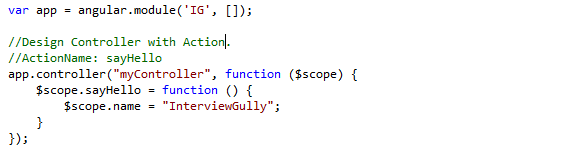 var app = angular.module('IG', []);

//Design Controller with Action.
//ActionName: sayHello
app.controller("myController", function ($scope) {
    $scope.sayHello = function () {
        $scope.name = "InterviewGully";
    }
});